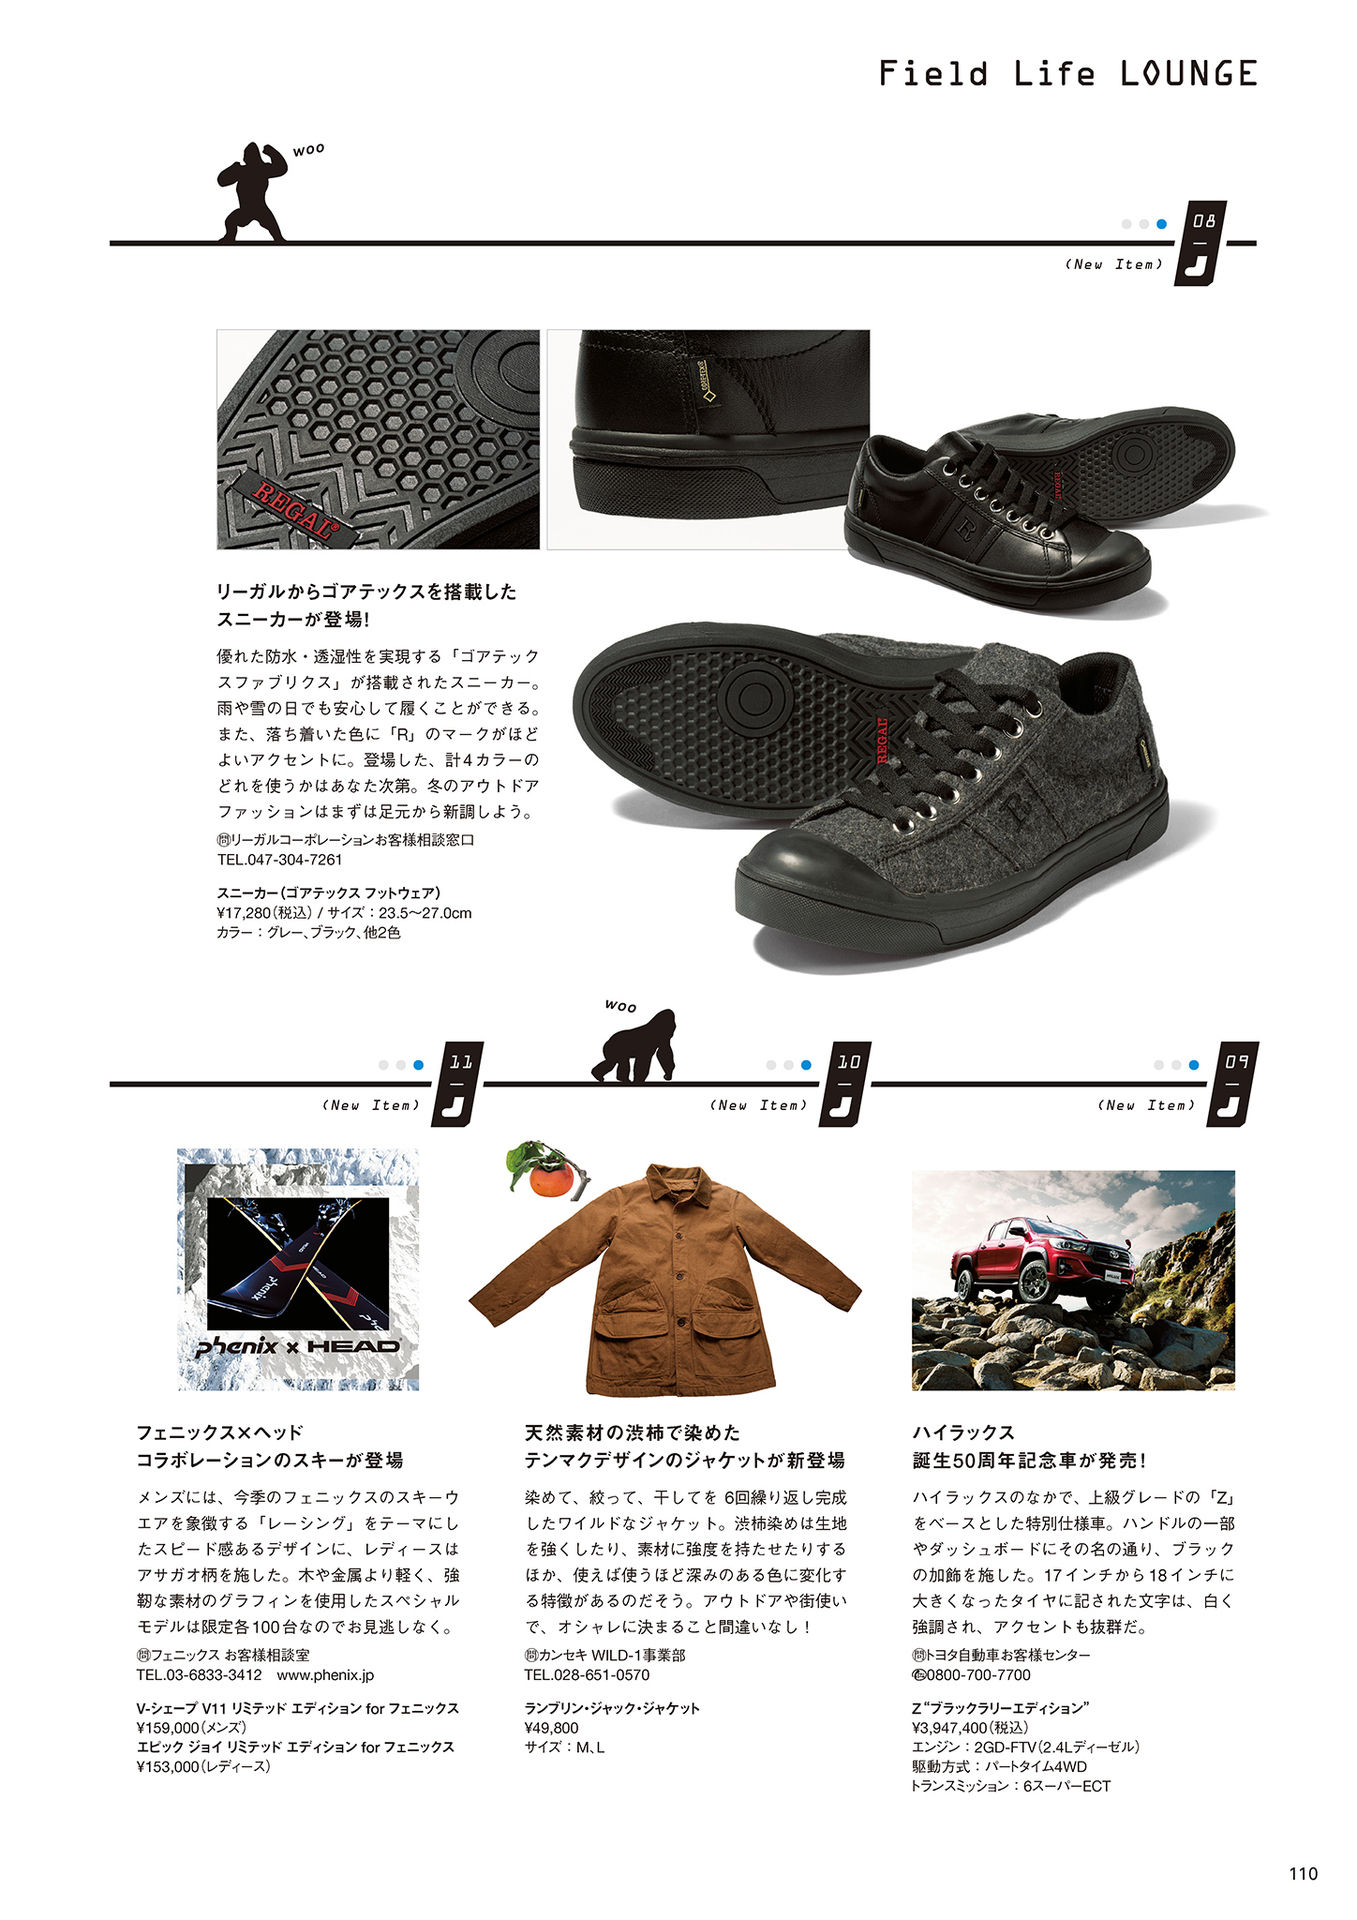 Field Life LOUNGE
woo
08
J
(New Item)
REGAL®
GORE-TEX®
R
REGAL
リーガルからゴアテックスを搭載した
スニーカーが登場!
優れた防水・透湿性を実現する「ゴアテック
スファブリクス」が搭載されたスニーカー。
雨や雪の日でも安心して履くことができる。
また、落ち着いた色に「R」のマークがほど
よいアクセントに。登場した、計4カラーの
どれを使うかはあなた次第。冬のアウトドア
ファッションはまずは足元から新調しよう。
㉄リーガルコーポレーションお客様相談窓口
TEL.047-304-7261
スニーカー(ゴアテックス フットウェア)
¥17,280(税込) / サイズ：23.5〜27.0cm
カラー：グレー、ブラック、他2色
REGAL
R
woo
09
J
(New Item)
HILUX
ハイラックス
誕生50周年記念車が発売!
ハイラックスのなかで、上級グレードの「Z」
をベースとした特別仕様車。ハンドルの一部
やダッシュボードにその名の通り、ブラック
の加飾を施した。17インチから18インチに
大きくなったタイヤに記された文字は、白く
強調され、アクセントも抜群だ。
㉄トヨタ自動車お客様センター
✆0800-700-7700
Z“ブラックラリーエディション”
¥3,947,400(税込)
エンジン：2GD-FTV(2.4Lディーゼル)
駆動方式：パートタイム4WD
トランスミッション：6スーパーECT
10
J
(New Item)
天然素材の渋柿で染めた
テンマクデザインのジャケットが新登場
染めて、絞って、干してを 6回繰り返し完成
したワイルドなジャケット。渋柿染めは生地
を強くしたり、素材に強度を持たせたりする
ほか、使えば使うほど深みのある色に変化す
る特徴があるのだそう。アウトドアや街使い
で、オシャレに決まること間違いなし！
㉄カンセキ WILD-1事業部
TEL.028-651-0570
ランブリン・ジャック・ジャケット
¥49,800
サイズ：M、L
11
J
(New Item)
HEAD
phenix
phenix x HEAD
フェニックス×ヘッド
コラボレーションのスキーが登場
メンズには、今季のフェニックスのスキーウ
エアを象徴する「レーシング」をテーマにし
たスピード感あるデザインに、レディースは
アサガオ柄を施した。木や金属より軽く、強
靭な素材のグラフィンを使用したスペシャル
モデルは限定各100台なのでお見逃しなく。
㉄フェニックス お客様相談室
TEL.03-6833-3412 www.phenix.jp
V-シェープ V11 リミテッド エディション for フェニックス
¥159,000(メンズ)
エピック ジョイ リミテッド エディション for フェニックス
¥153,000(レディース)
110